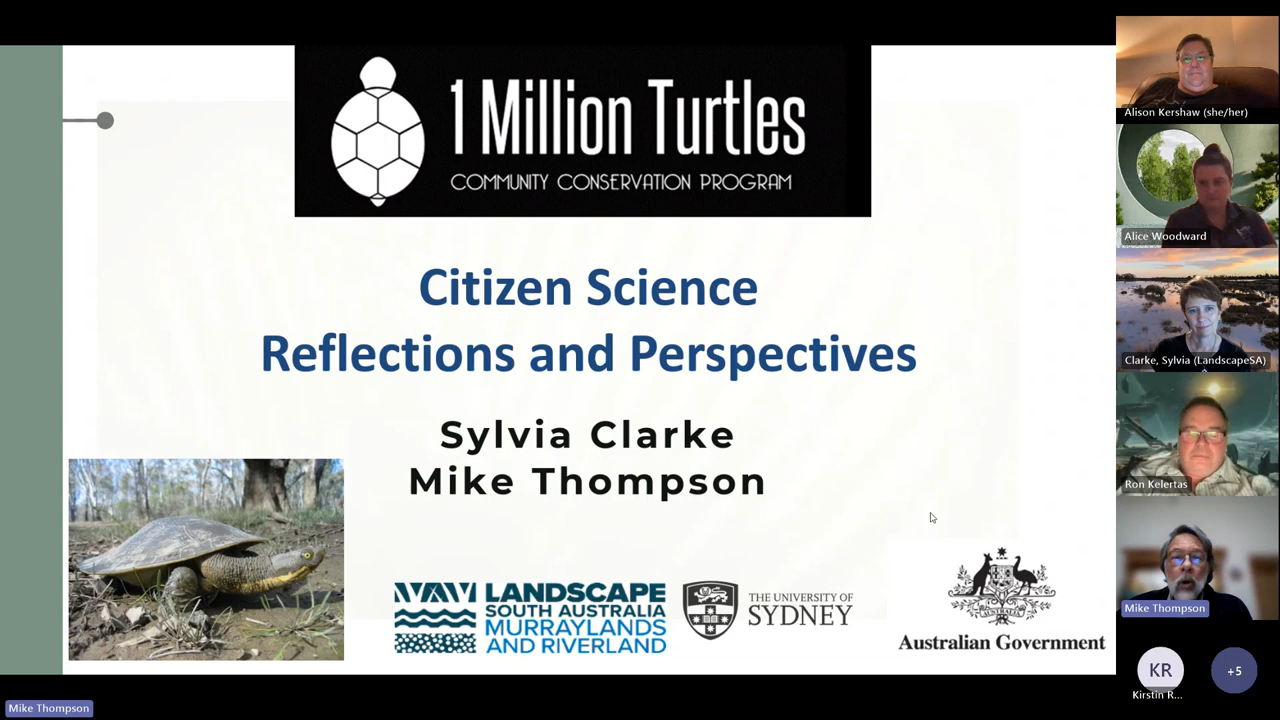 1 Million Turtles
COMMUNITY CONSERVATION PROGRAM
Citizen Science
Reflections and Perspectives
Sylvia Clarke
Mike Thompson
LANDSCAPE
SOUTH AUSTRALIA
MURRAYLANDS
AND RIVERLAND
THE UNIVERSITY OF
SYDNEY
AUSTRALIA
Australian Government
Alison Kershaw (she/her)
Alice Woodward
Clarke, Sylvia (LandscapeSA)
Ron Kelertas
Mike Thompson
KR
Kirstin R...
+5
Mike Thompson